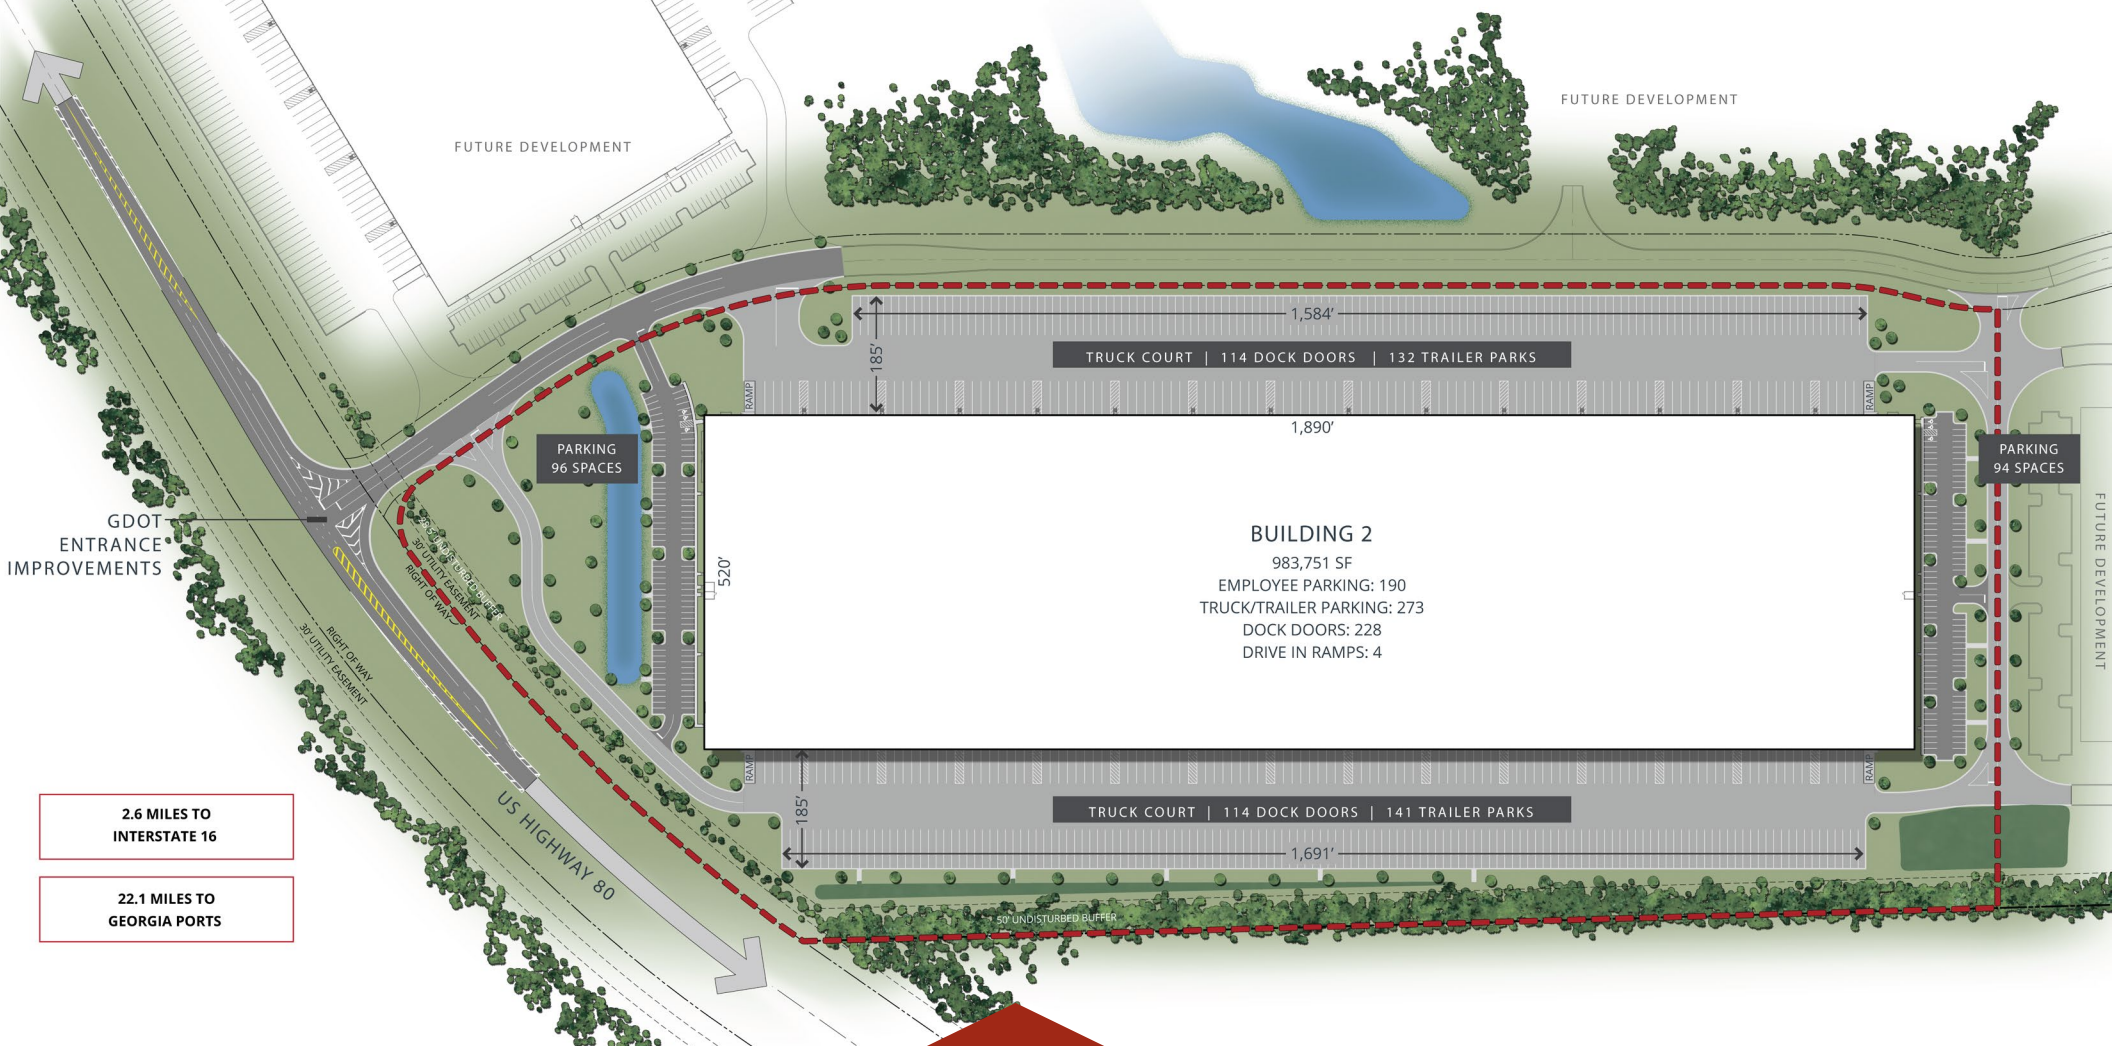 FUTURE DEVELOPMENT
FUTURE DEVELOPMENT
1,584’
185’
TRUCK COURT | 114 DOCK DOORS | 132 TRAILER PARKS
RAMP
RAMP
1,890’
PARKING
96 SPACES
PARKING
94 SPACES
GDOT
ENTRANCE
IMPROVEMENTS
30' UTILITY EASEMENT
RIGHT OF WAY
RIGHT OF WAY
30' UTILITY EASEMENT
520’
BUILDING 2
983,751 SF
EMPLOYEE PARKING: 190
TRUCK/TRAILER PARKING: 273
DOCK DOORS: 228
DRIVE IN RAMPS: 4
FUTURE DEVELOPMENT
RAMP
RAMP
185’
TRUCK COURT | 114 DOCK DOORS | 141 TRAILER PARKS
1,691’
2.6 MILES TO
INTERSTATE 16
22.1 MILES TO
GEORGIA PORTS
US HIGHWAY 80
50' UNDISTURBED BUFFER